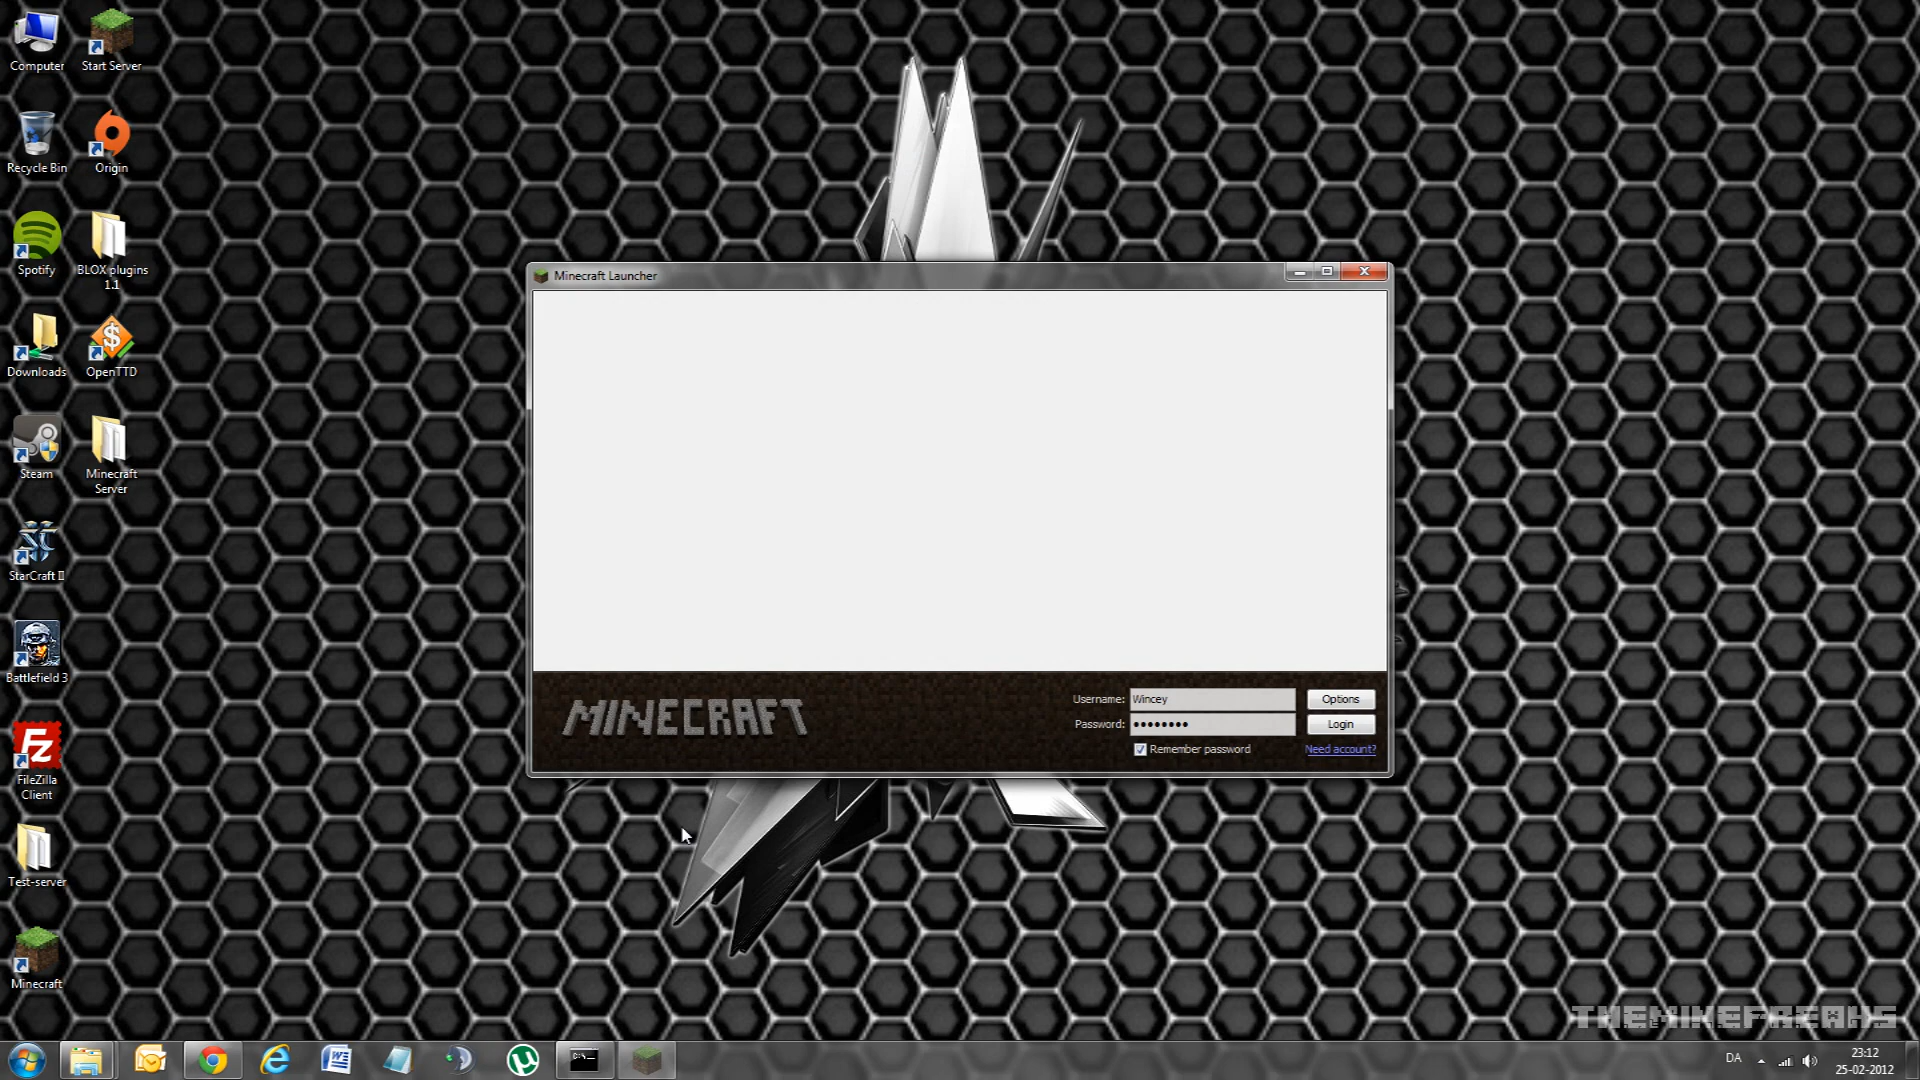 Computer
Start Server
Recycle Bin
Origin
Spotify
BLOX plugins
1.1
Downloads
OpenTTD
Steam
Minecraft
Server
StarCraft II
Battlefield 3
FileZilla
Client
Test-server
Minecraft
Minecraft Launcher
MINECRAFT
Username: Wincey
Options
Password: ••••••••
Login
Remember password
Need account?
THEMIKEFREAKS
DA
23:12
25-02-2012